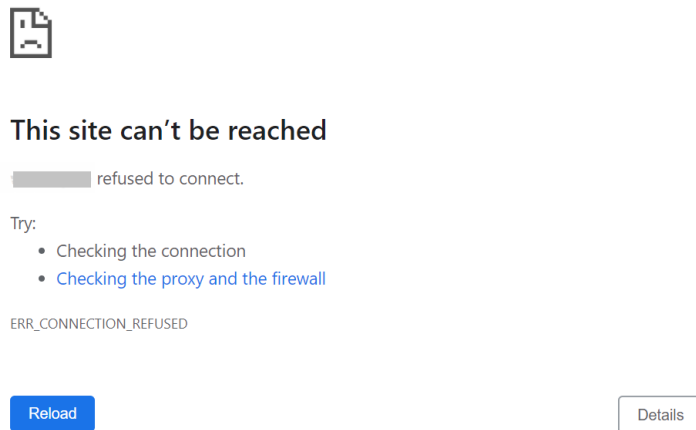 This site can’t be reached
refused to connect.
Try:
Checking the connection
Checking the proxy and the firewall
ERR_CONNECTION_REFUSED
Reload
Details